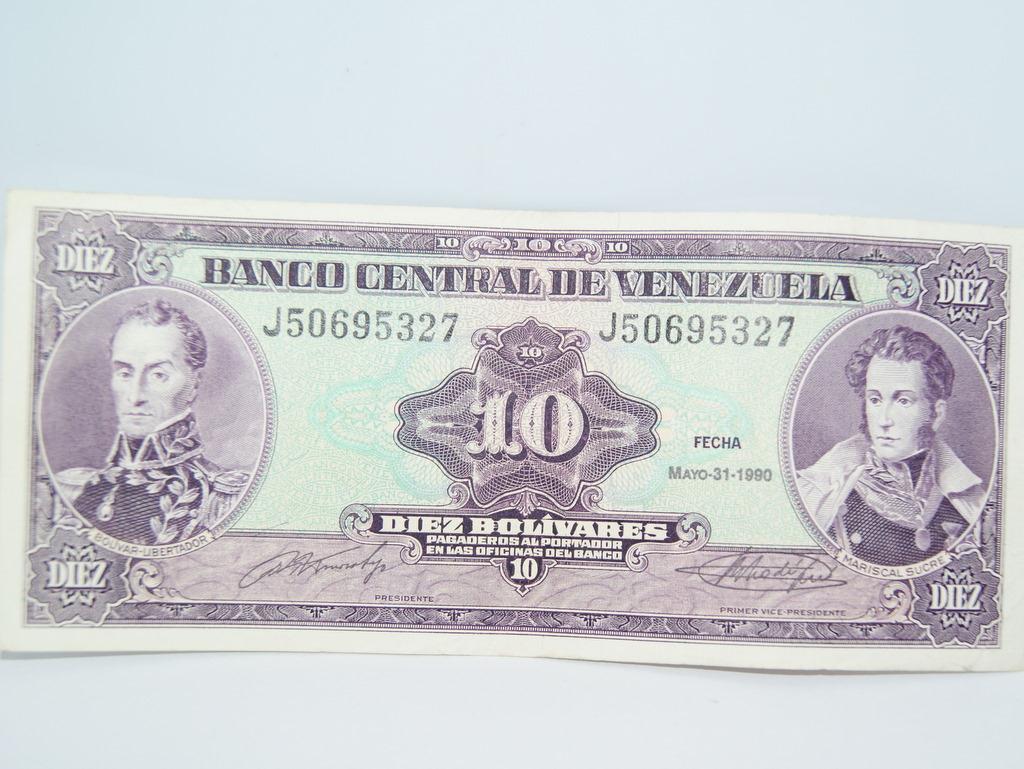 10 10 10
DIEZ DIEZ
BANCO CENTRAL DE VENEZUELA
J50695327 J50695327
10
10
FECHA
MAYO-31-1990
BOLIVAR-LIBERTADOR
MARISCAL SUCRE
DIEZ BOLÍVARES
PAGADEROS AL PORTADOR
EN LAS OFICINAS DEL BANCO
10
DIEZ DIEZ
PRESIDENTE
PRIMER VICE-PRESIDENTE